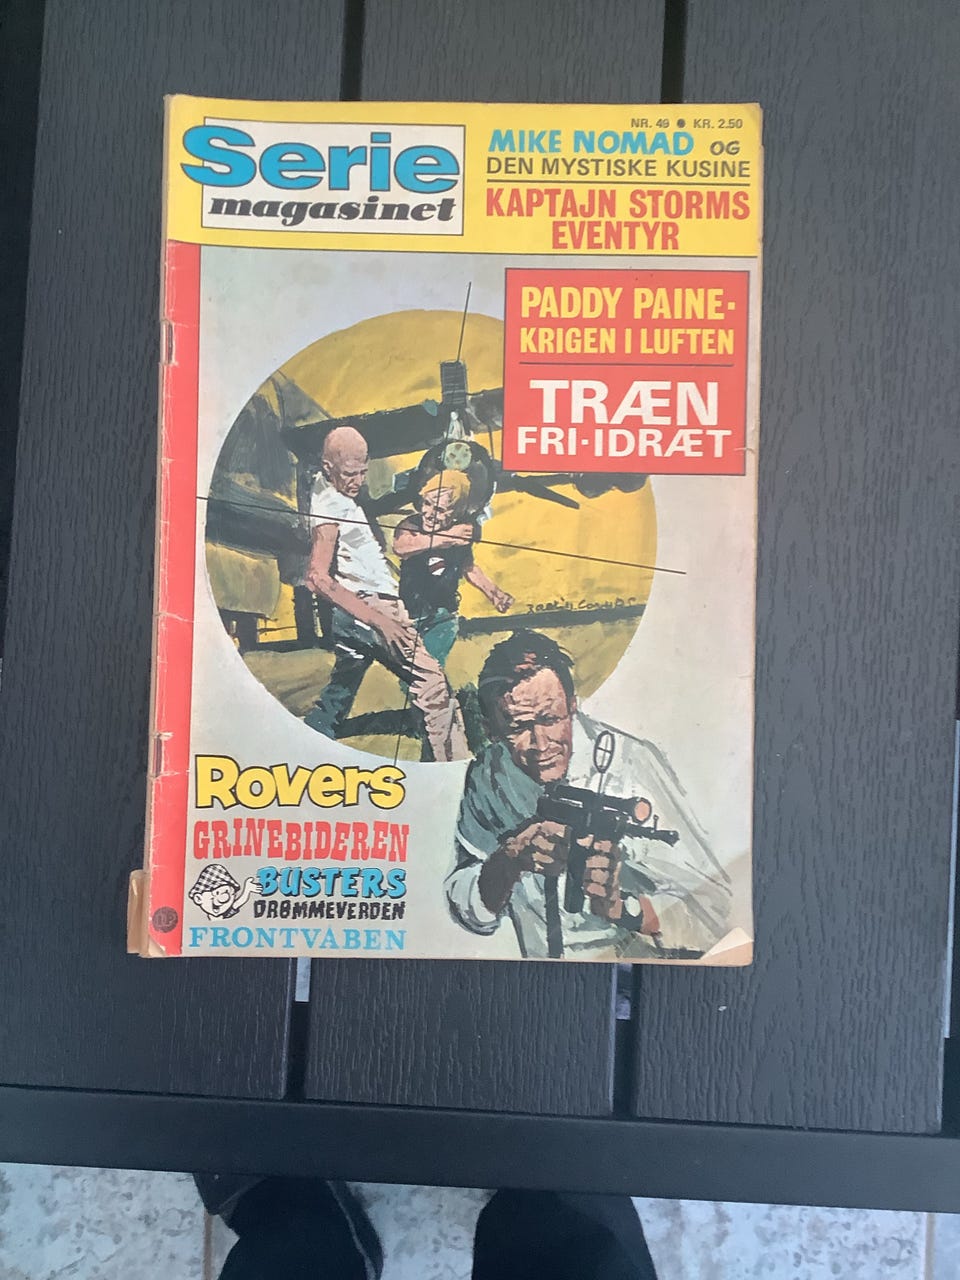 NR. 49 ● KR. 2.50
Serie
magasinet
MIKE NOMAD OG
DEN MYSTISKE KUSINE
KAPTAJN STORMS
EVENTYR
PADDY PAINE·
KRIGEN I LUFTEN
TRÆN
FRI·IDRÆT
ROVERS
GRINEBIDEREN
BUSTERS
DRØMMEVERDEN
FRONTVABEN